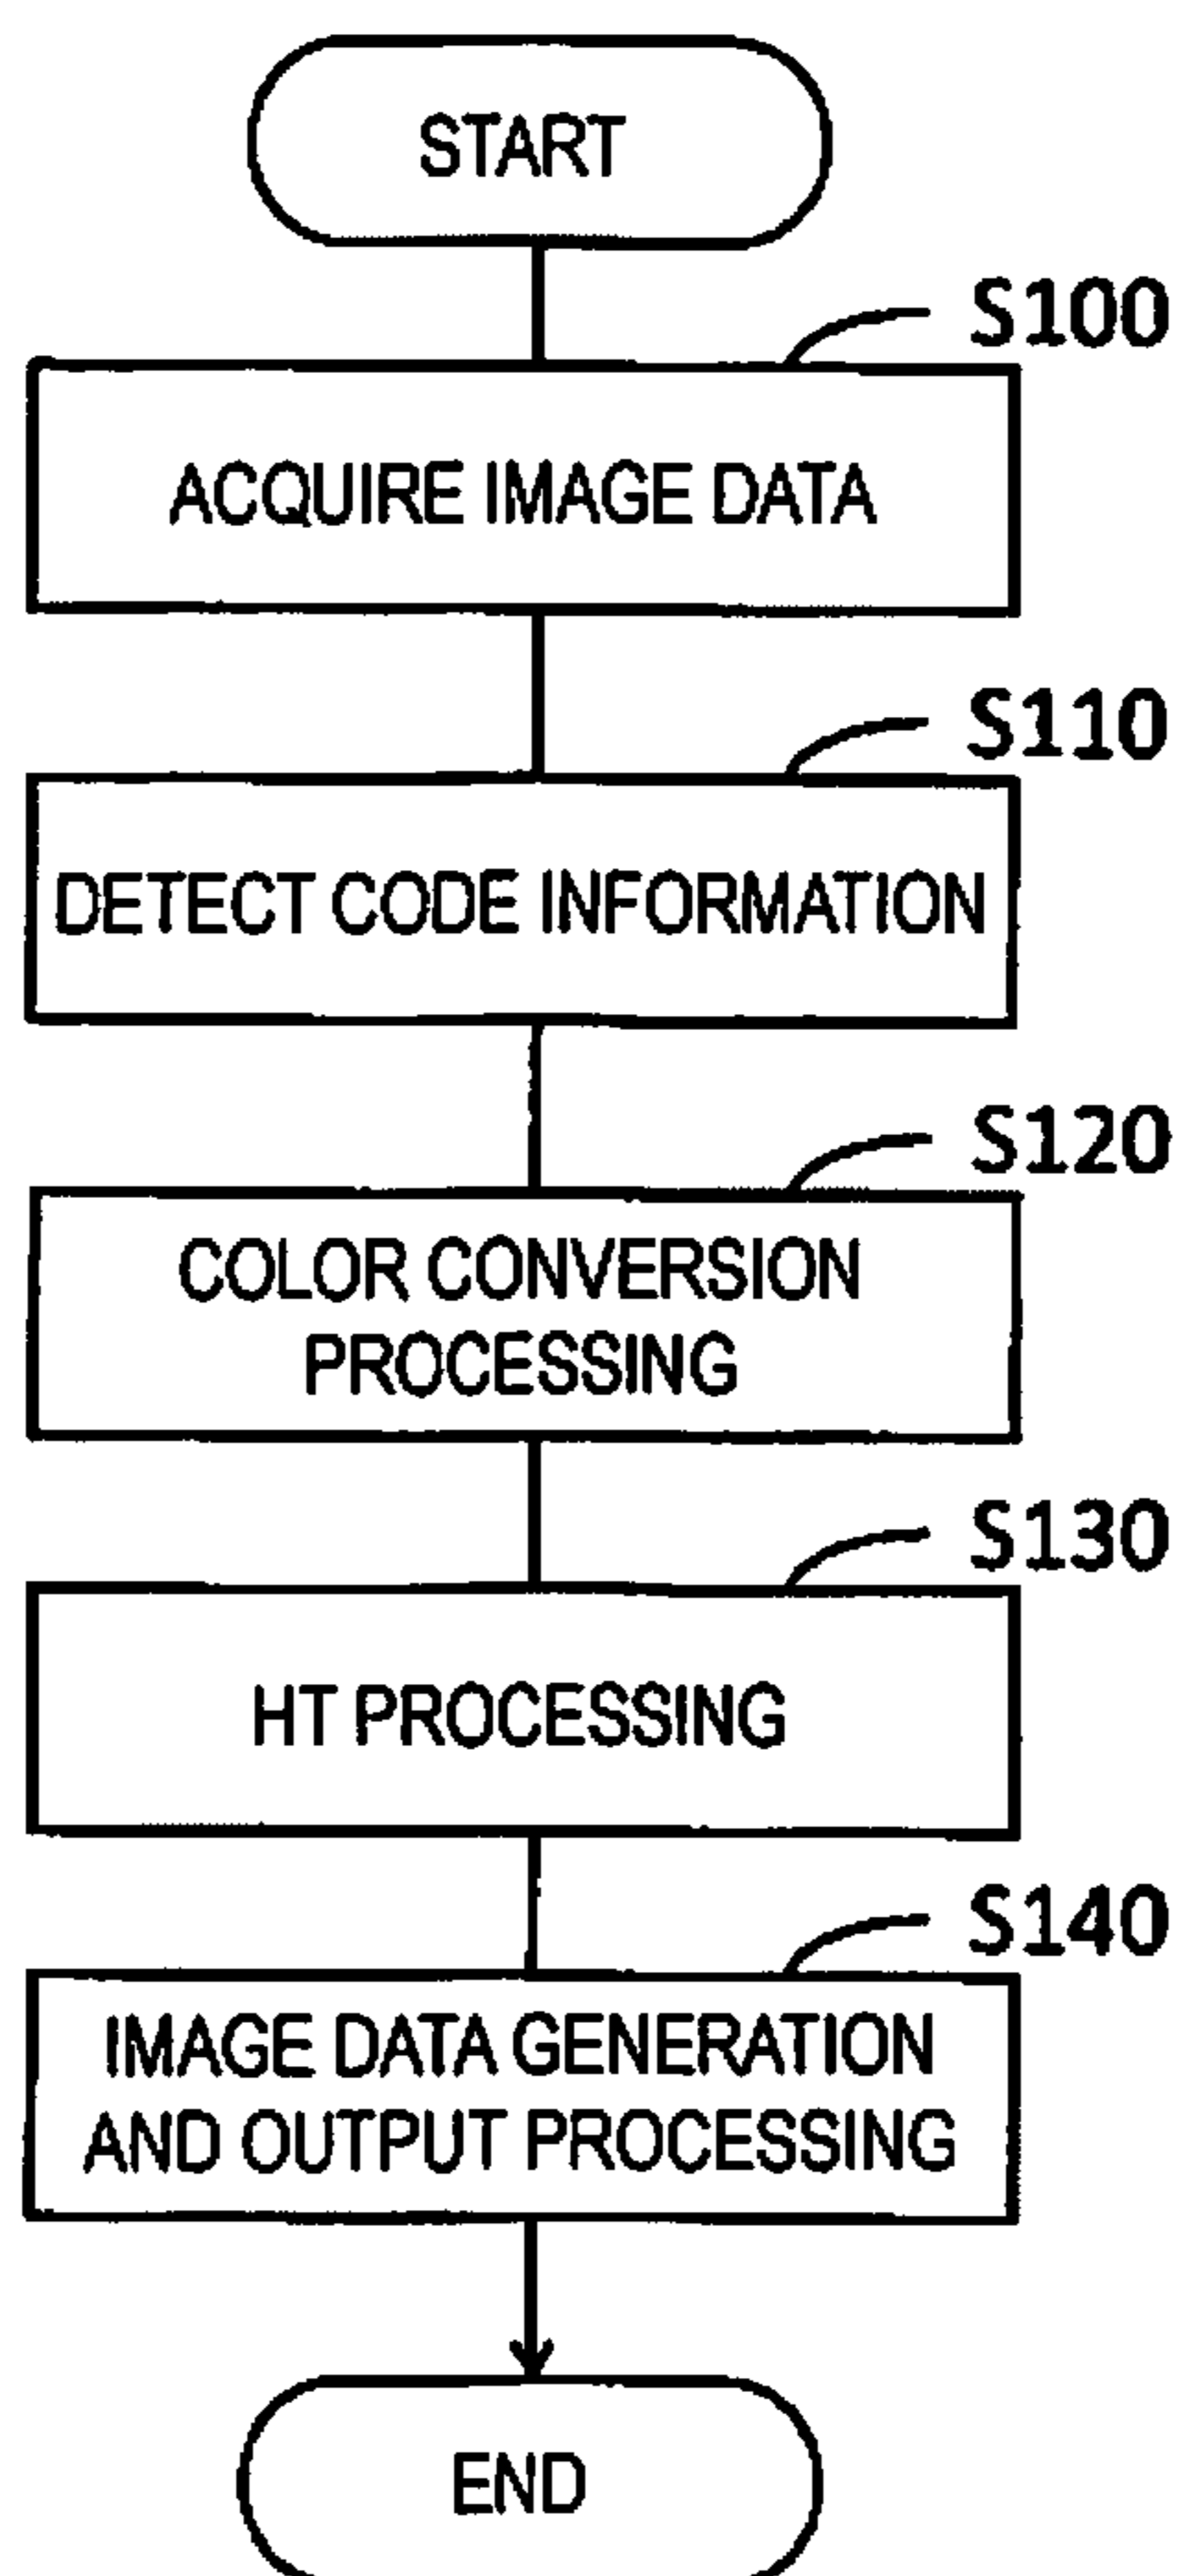 START
S100
ACQUIRE IMAGE DATA
S110
DETECT CODE INFORMATION
S120
COLOR CONVERSION
PROCESSING
S130
HT PROCESSING
S140
IMAGE DATA GENERATION
AND OUTPUT PROCESSING
END